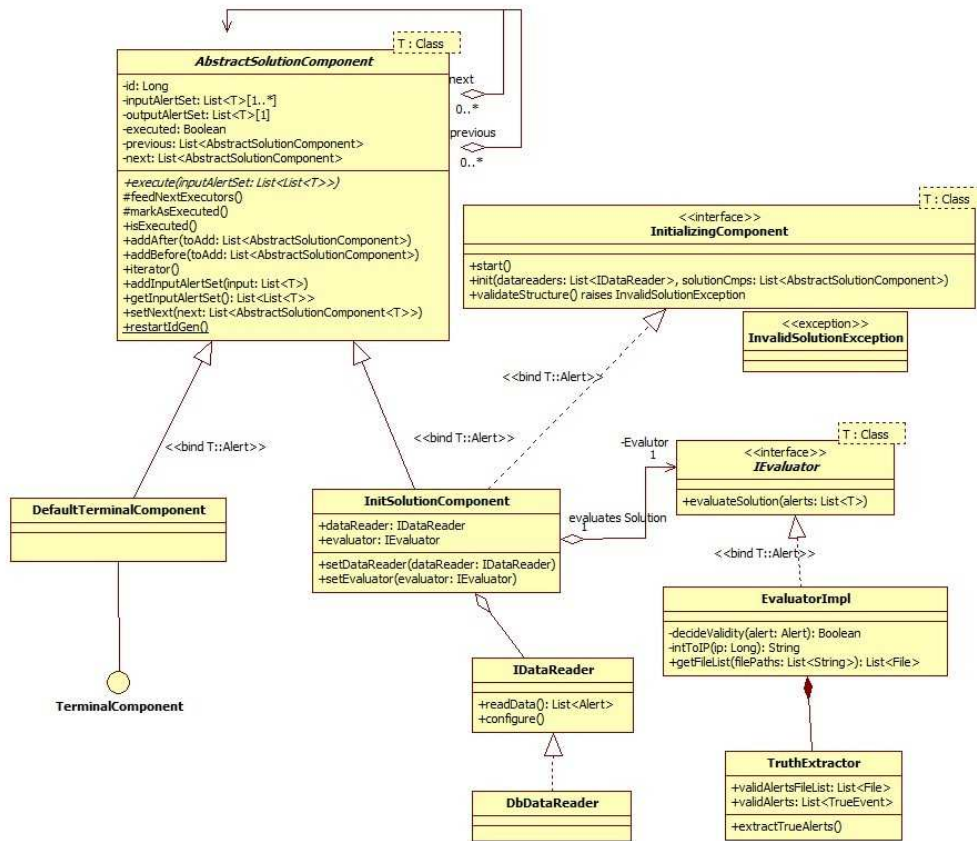 T : Class
AbstractSolutionComponent
-id: Long
-inputAlertSet: List<T>[1..*]
-outputAlertSet: List<T>[1]
-executed: Boolean
-previous: List<AbstractSolutionComponent>
-next: List<AbstractSolutionComponent>
+execute(inputAlertSet: List<List<T>>)
#feedNextExecutors()
#markAsExecuted()
+isExecuted()
+addAfter(toAdd: List<AbstractSolutionComponent>)
+addBefore(toAdd: List<AbstractSolutionComponent>)
+iterator()
+addInputAlertSet(input: List<T>)
+getInputAlertSet(): List<List<T>>
+setNext(next: List<AbstractSolutionComponent<T>>)
+restartIdGen()
next
0..*
previous
0..*
T : Class
<<interface>>
InitializingComponent
+start()
+init(datareaders: List<IDataReader>, solutionCmps: List<AbstractSolutionComponent>)
+validateStructure() raises InvalidSolutionException
<<exception>>
InvalidSolutionException
<<bind T::Alert>>
<<bind T::Alert>>
<<bind T::Alert>>
DefaultTerminalComponent
TerminalComponent
InitSolutionComponent
+dataReader: IDataReader
+evaluator: IEvaluator
+setDataReader(dataReader: IDataReader)
+setEvaluator(evaluator: IEvaluator)
-Evalutor
1
evaluates Solution
1
T : Class
<<interface>>
IEvaluator
+evaluateSolution(alerts: List<T>)
<<bind T::Alert>>
EvaluatorImpl
-decideValidity(alert: Alert): Boolean
-intToIP(ip: Long): String
+getFileList(filePaths: List<String>): List<File>
IDataReader
+readData(): List<Alert>
+configure()
DbDataReader
TruthExtractor
+validAlertsFileList: List<File>
+validAlerts: List<TrueEvent>
+extractTrueAlerts()